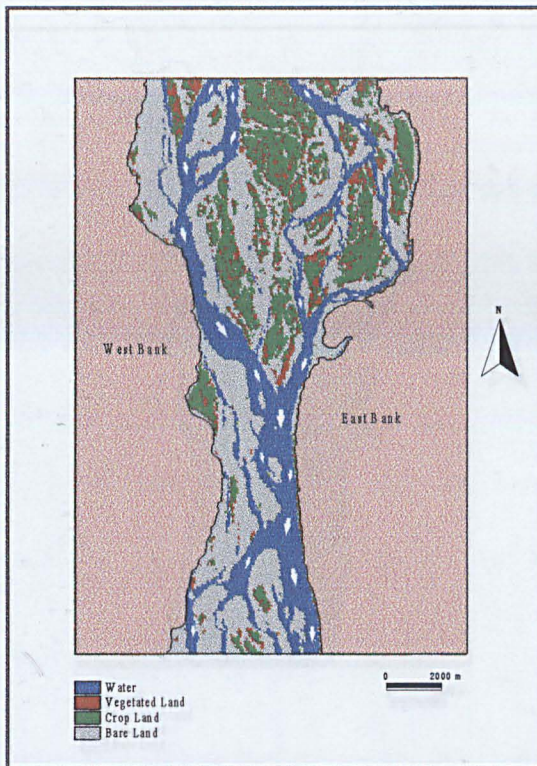 N
West Bank
East Bank
0 2000 m
Water
Vegetated Land
Crop Land
Bare Land